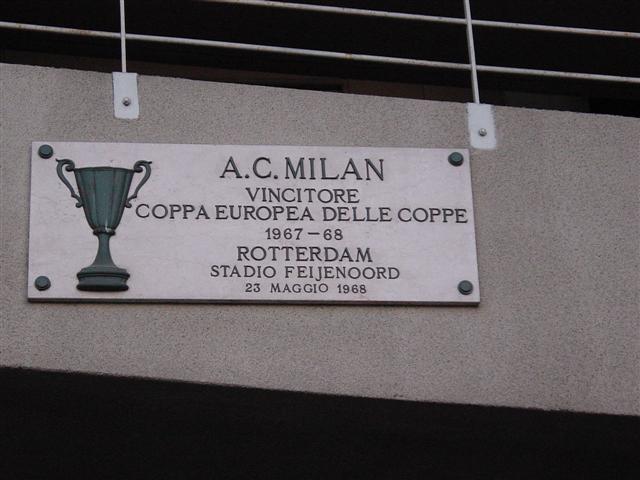 A.C. MILAN
VINCITORE
COPPA EUROPEA DELLE COPPE
1967-68
ROTTERDAM
STADIO FEIJENOORD
23 MAGGIO 1968